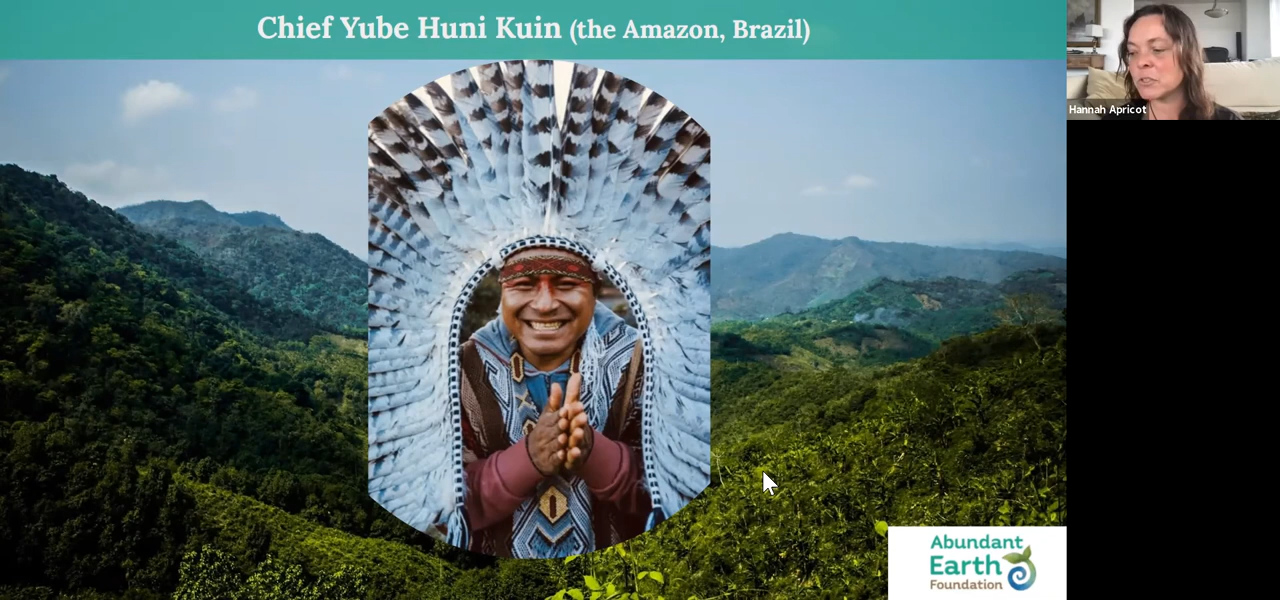 Chief Yube Huni Kuin (the Amazon, Brazil)
Hannah Apricot
Abundant
Earth
Foundation